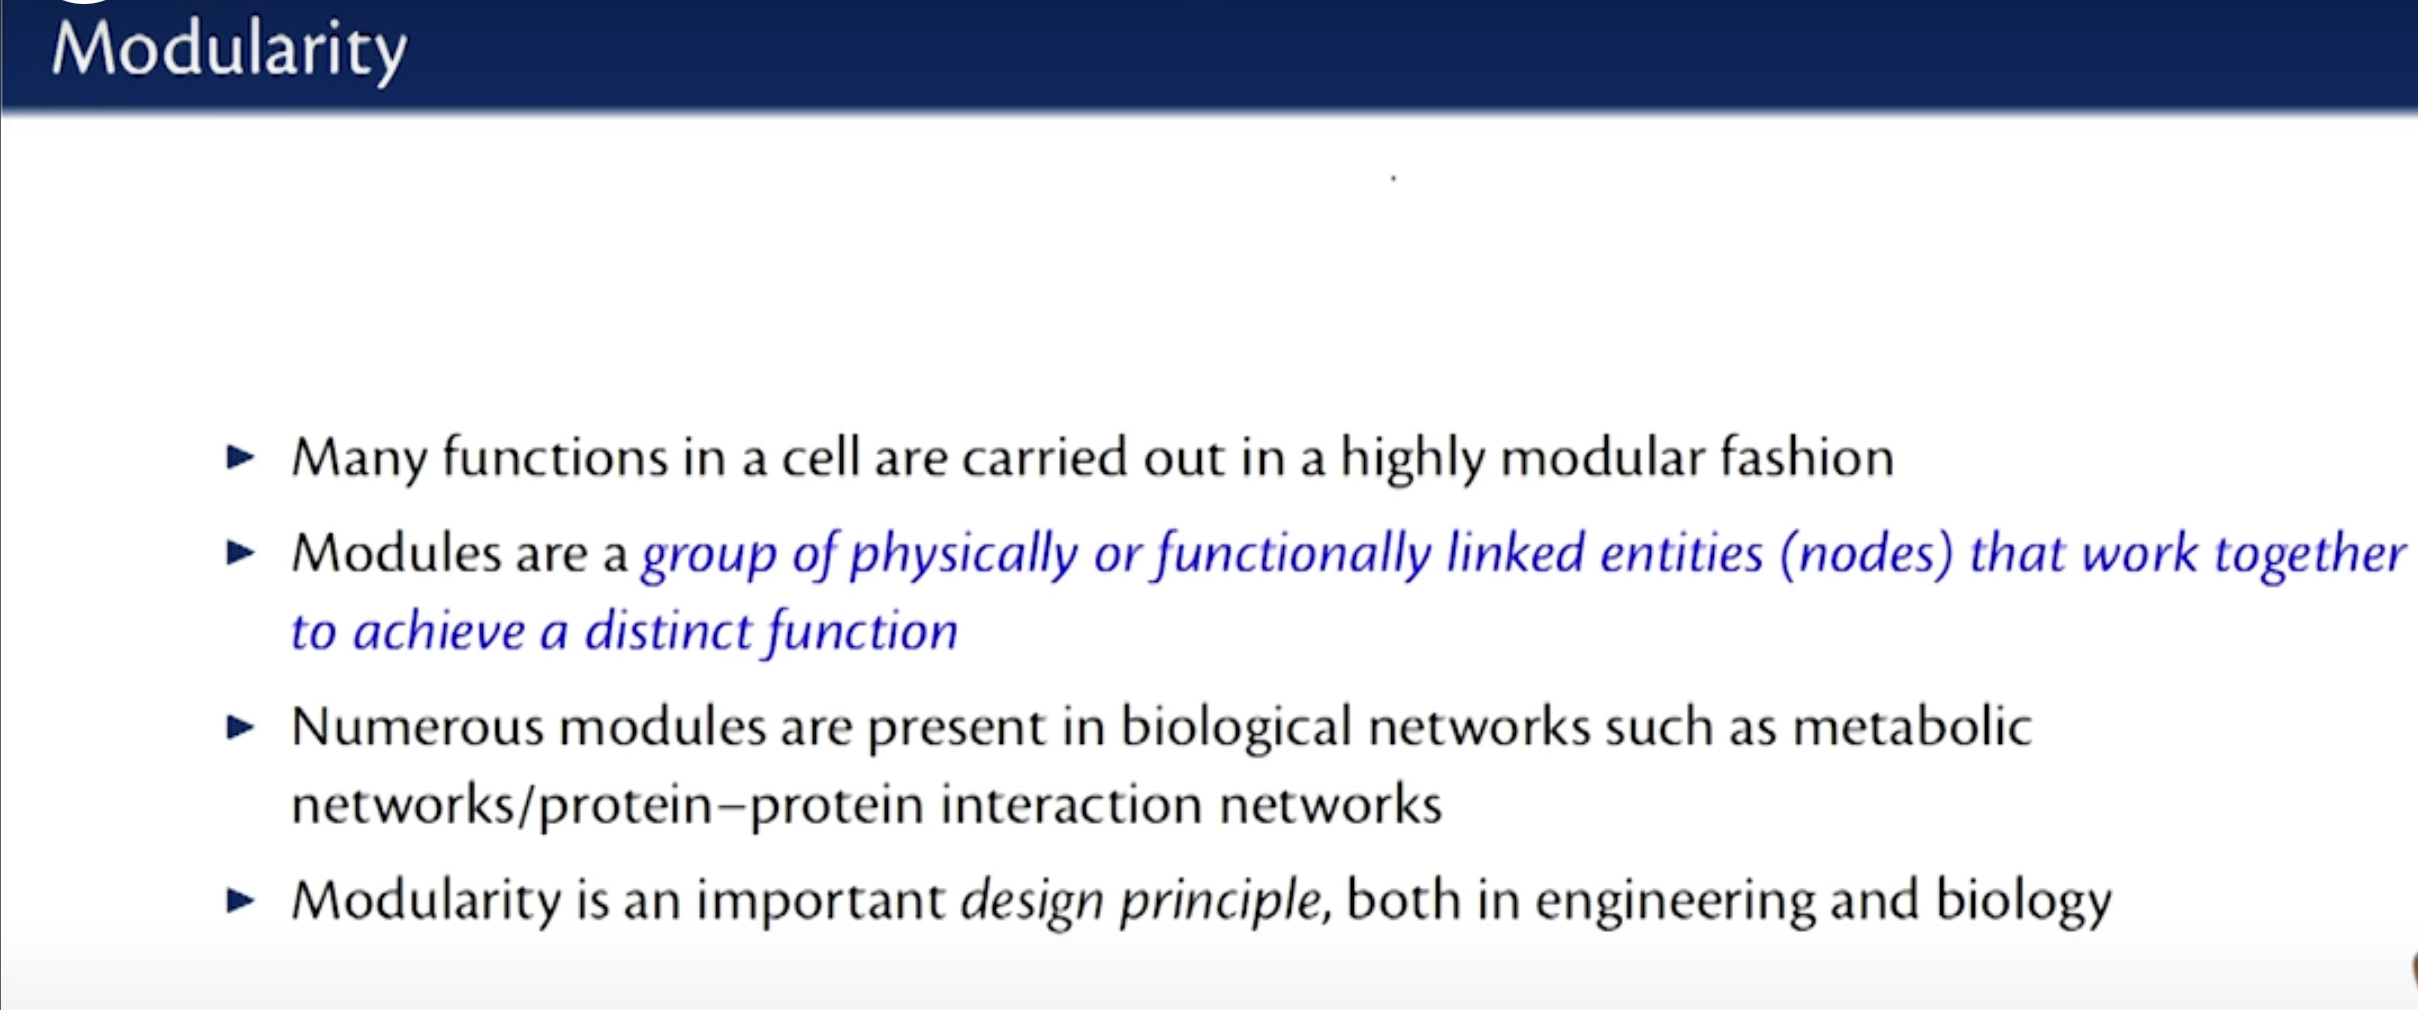 Modularity
Many functions in a cell are carried out in a highly modular fashion
Modules are a group of physically or functionally linked entities (nodes) that work together
to achieve a distinct function
Numerous modules are present in biological networks such as metabolic
networks/protein–protein interaction networks
Modularity is an important design principle, both in engineering and biology